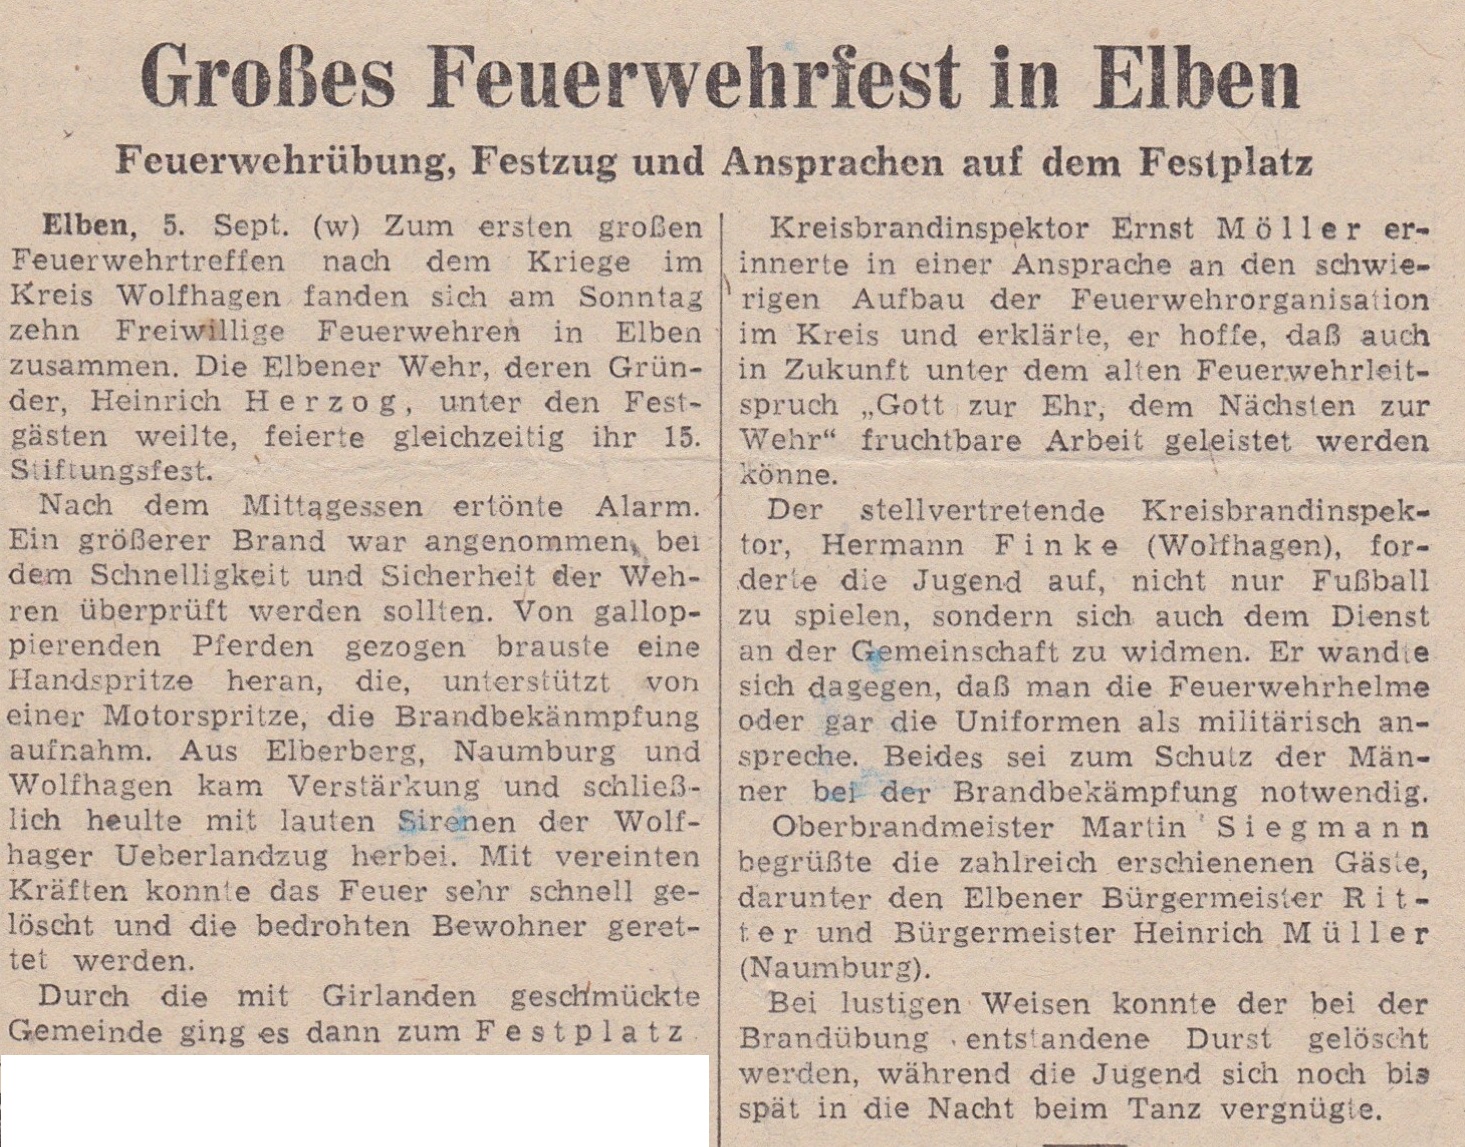 Großes Feuerwehrfest in Elben
Feuerwehrübung, Festzug und Ansprachen auf dem Festplatz
Elben, 5. Sept. (w) Zum ersten großen
Feuerwehrtreffen nach dem Kriege im
Kreis Wolfhagen fanden sich am Sonntag
zehn Freiwillige Feuerwehren in Elben
zusammen. Die Elbener Wehr, deren Grün-
der, Heinrich Herzog, unter den Fest-
gästen weilte, feierte gleichzeitig ihr 15.
Stiftungsfest.
Nach dem Mittagessen ertönte Alarm.
Ein größerer Brand war angenommen, bei
dem Schnelligkeit und Sicherheit der Weh-
ren überprüft werden sollten. Von gallop-
pierenden Pferden gezogen brauste eine
Handspritze heran, die, unterstützt von
einer Motorspritze, die Brandbekänmpfung
aufnahm. Aus Elberberg, Naumburg und
Wolfhagen kam Verstärkung und schließ-
lich heulte mit lauten Sirenen der Wolf-
hager Ueberlandzug herbei. Mit vereinten
Kräften konnte das Feuer sehr schnell ge-
löscht und die bedrohten Bewohner geret-
tet werden.
Durch die mit Girlanden geschmückte
Gemeinde ging es dann zum Festplatz
Kreisbrandinspektor Ernst Möller er-
innerte in einer Ansprache an den schwie-
rigen Aufbau der Feuerwehrorganisation
im Kreis und erklärte, er hoffe, daß auch
in Zukunft unter dem alten Feuerwehrleit-
spruch „Gott zur Ehr, dem Nächsten zur
Wehr“ fruchtbare Arbeit geleistet werden
könne.
Der stellvertretende Kreisbrandinspek-
tor, Hermann Finke (Wolfhagen), for-
derte die Jugend auf, nicht nur Fußball
zu spielen, sondern sich auch dem Dienst
an der Gemeinschaft zu widmen. Er wandte
sich dagegen, daß man die Feuerwehrhelme
oder gar die Uniformen als militärisch an-
spreche. Beides sei zum Schutz der Män-
ner bei der Brandbekämpfung notwendig.
Oberbrandmeister Martin Siegmann
begrüßte die zahlreich erschienenen Gäste,
darunter den Elbener Bürgermeister Rit-
ter und Bürgermeister Heinrich Müller
(Naumburg).
Bei lustigen Weisen konnte der bei der
Brandübung entstandene Durst gelöscht
werden, während die Jugend sich noch bis
spät in die Nacht beim Tanz vergnügte.